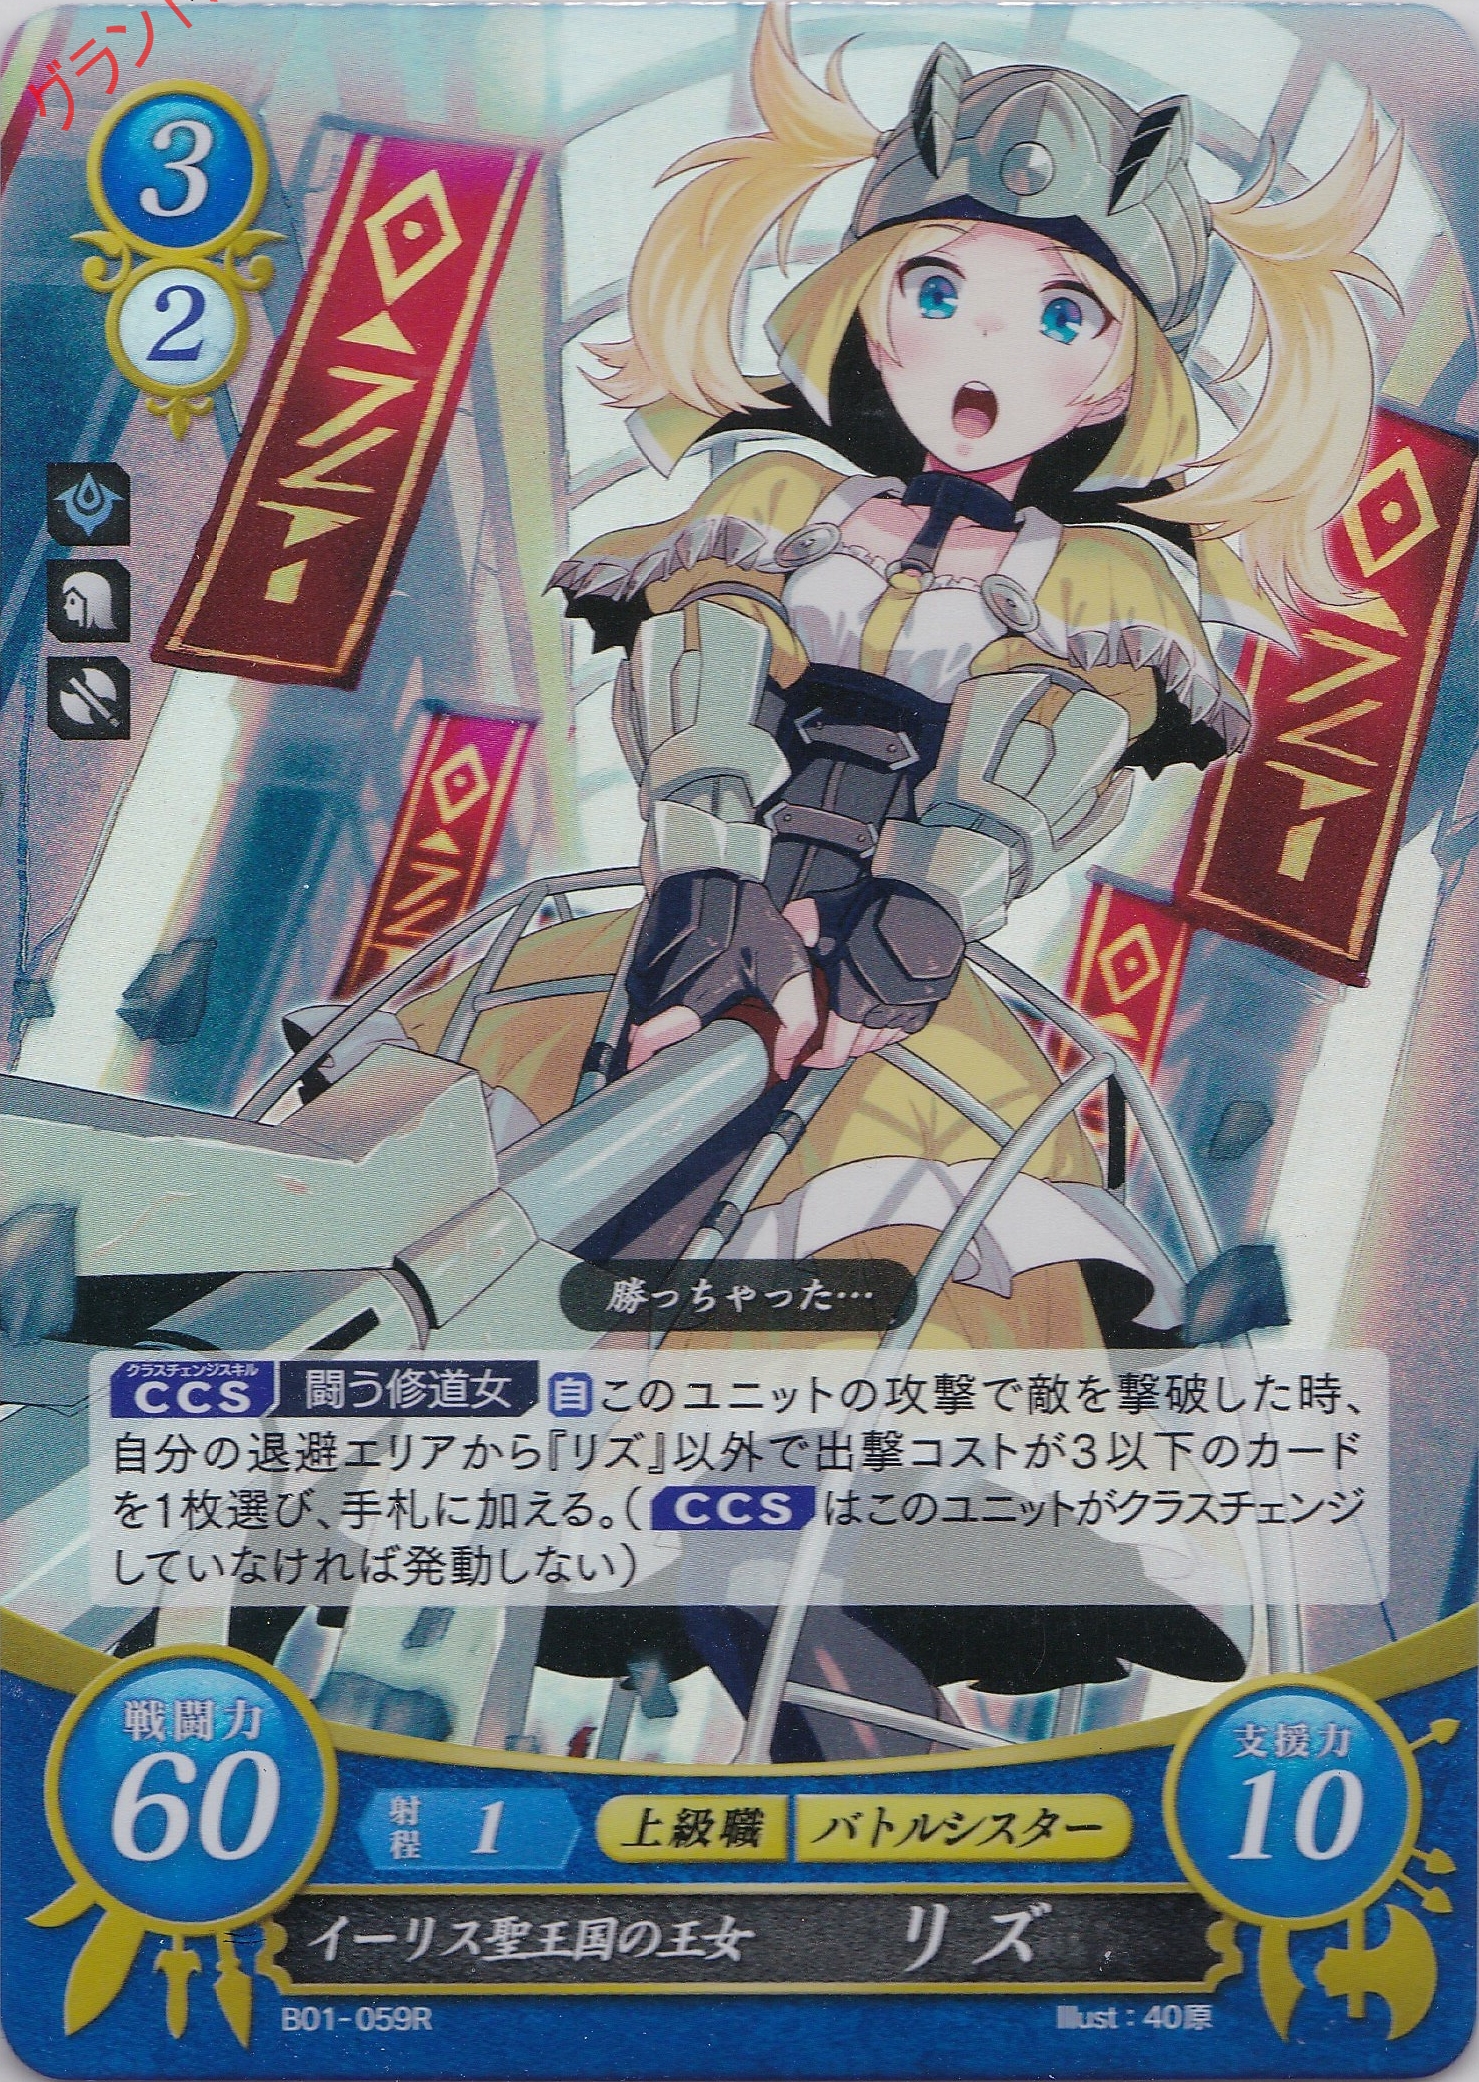 グラン
3
2
勝っちゃった…
クラスチェンジスキル
CCS 闘う修道女 自 このユニットの攻撃で敵を撃破した時、
自分の退避エリアから『リズ』以外で出撃コストが3以下のカード
を1枚選び、手札に加える。(CCSはこのユニットがクラスチェンジ
していなければ発動しない)
戦闘力
60
射程 1
上級職 バトルシスター
支援力
10
イーリス聖王国の王女 リズ
B01-059R
Illust：40原